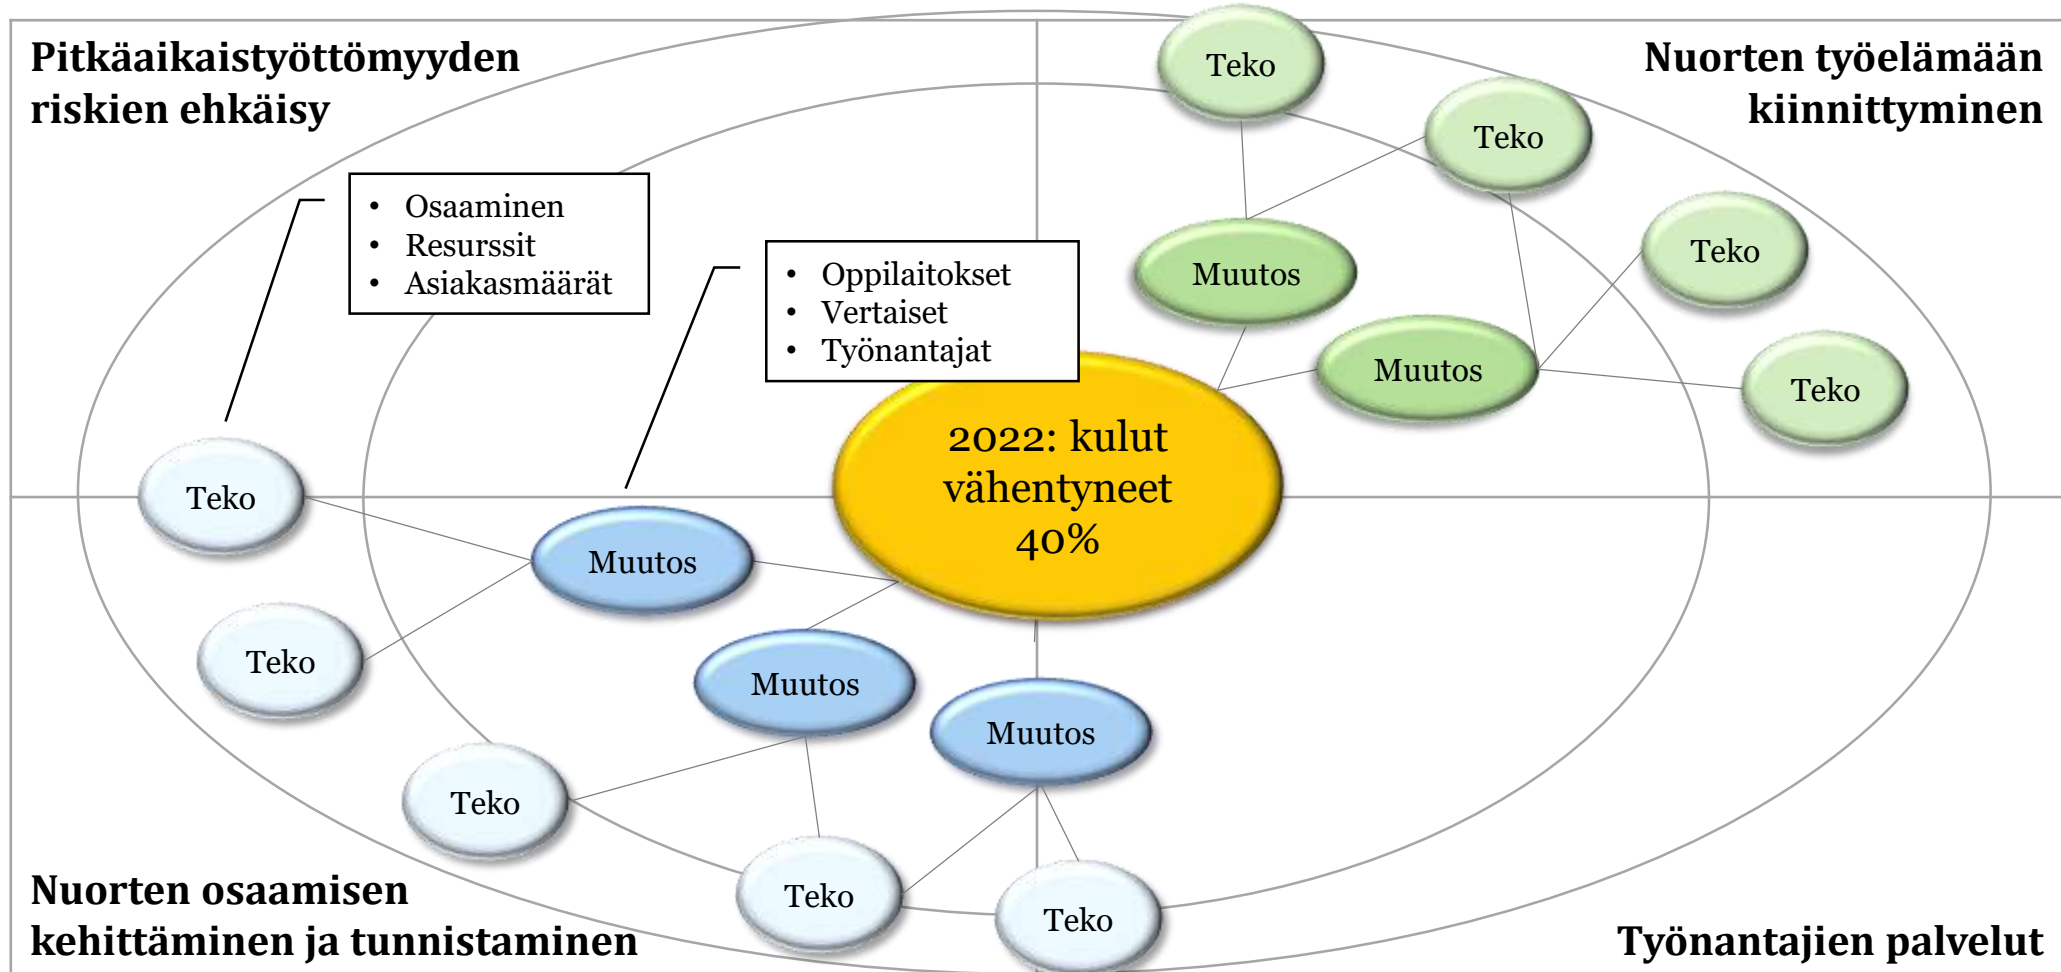 Pitkäaikaistyöttömyyden
riskien ehkäisy
Nuorten työelämään
kiinnittyminen
Teko
Teko
• Osaaminen
• Resurssit
• Asiakasmäärät
Teko
• Oppilaitokset
• Vertaiset
• Työnantajat
Muutos
Muutos
Teko
2022: kulut
vähentyneet
40%
Teko
Muutos
Teko
Muutos
Muutos
Teko
Teko
Teko
Nuorten osaamisen
kehittäminen ja tunnistaminen
Työnantajien palvelut